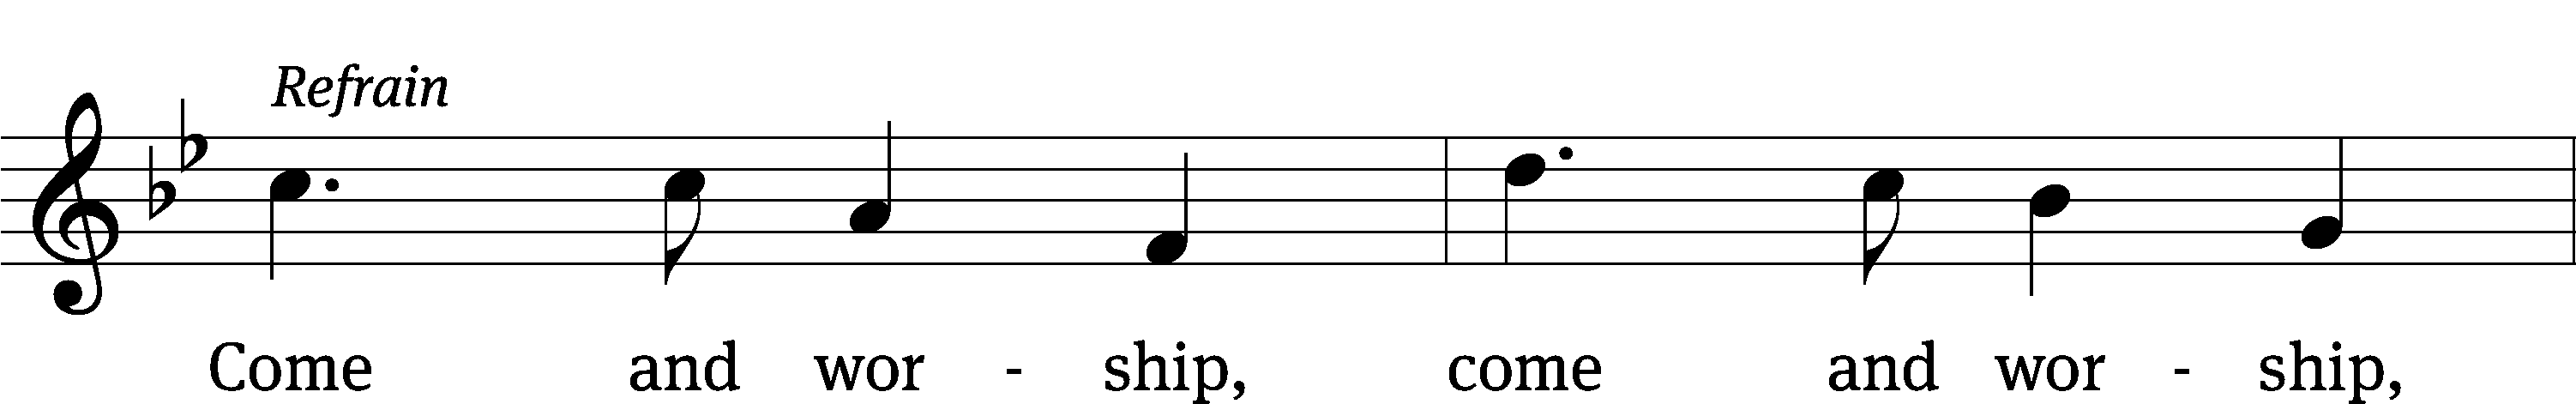 Refrain
Come and wor - ship, come and wor - ship,